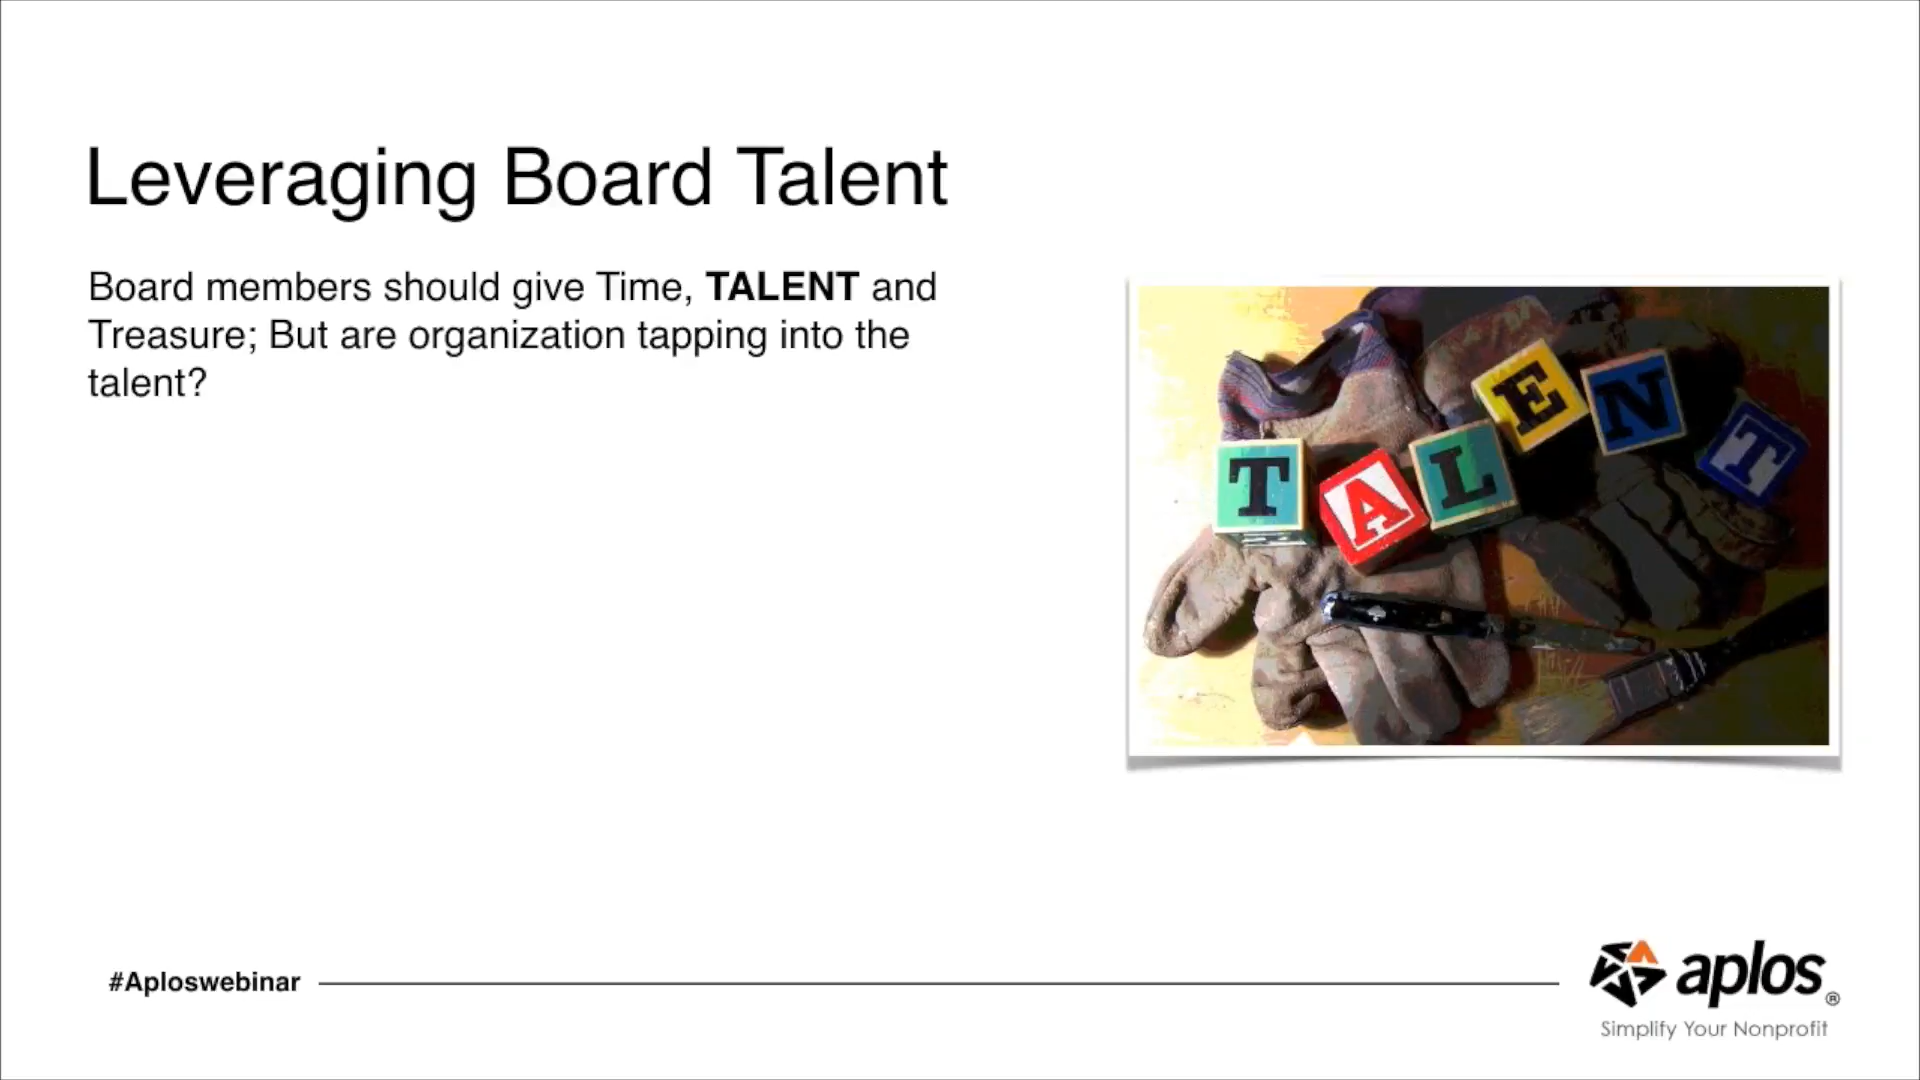 Leveraging Board Talent
Board members should give Time, TALENT and
Treasure; But are organization tapping into the
talent?
TALENT
#Aploswebinar
aplos®
Simplify Your Nonprofit